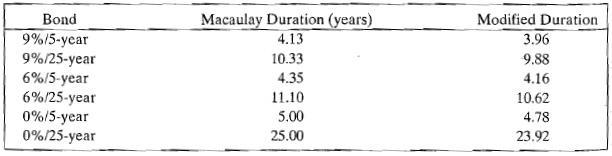 Bond Macaulay Duration (years) Modified Duration
9%/5-year 4.13 3.96
9%/25-year 10.33 9.88
6%/5-year 4.35 4.16
6%/25-year 11.10 10.62
0%/5-year 5.00 4.78
0%/25-year 25.00 23.92